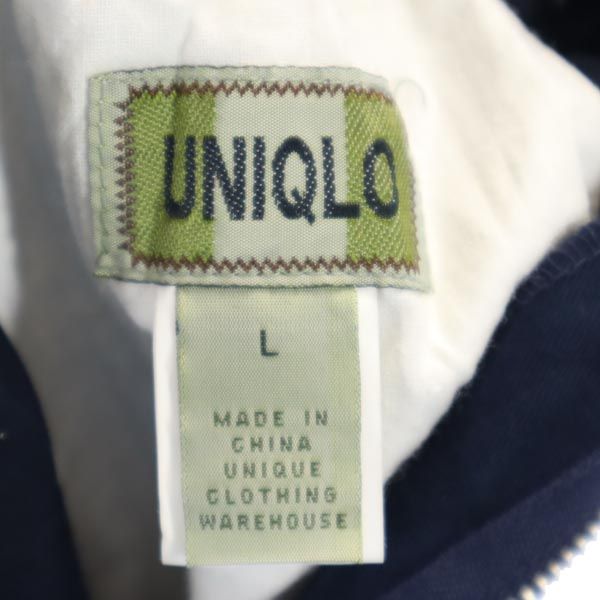 UNIQLO
L
MADE IN
CHINA
UNIQUE
CLOTHING
WAREHOUSE